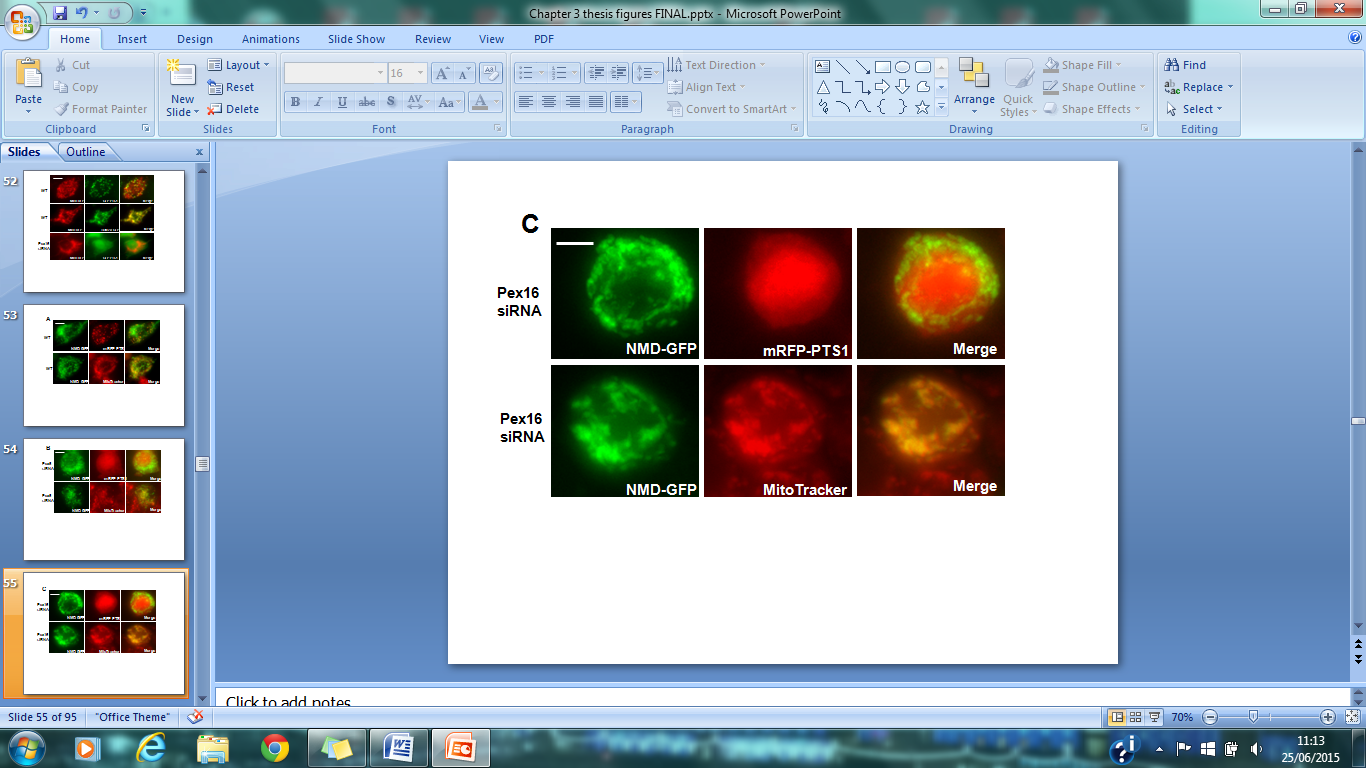 Chapter 3 thesis figures FINAL.pptx - Microsoft PowerPoint
Home Insert Design Animations Slide Show Review View PDF
Paste
Cut
Copy
Format Painter
Clipboard
New Slide
Layout
Reset
Delete
Slides
16
Font
Paragraph
Text Direction
Align Text
Convert to SmartArt
Arrange
Quick Styles
Shape Fill
Shape Outline
Shape Effects
Drawing
Find
Replace
Select
Editing
Slides Outline
52
53
54
55
C
Pex16
siRNA
NMD-GFP
mRFP-PTS1
Merge
Pex16
siRNA
NMD-GFP
MitoTracker
Merge
Click to add notes
Slide 55 of 95
"Office Theme"
70%
11:13
25/06/2015